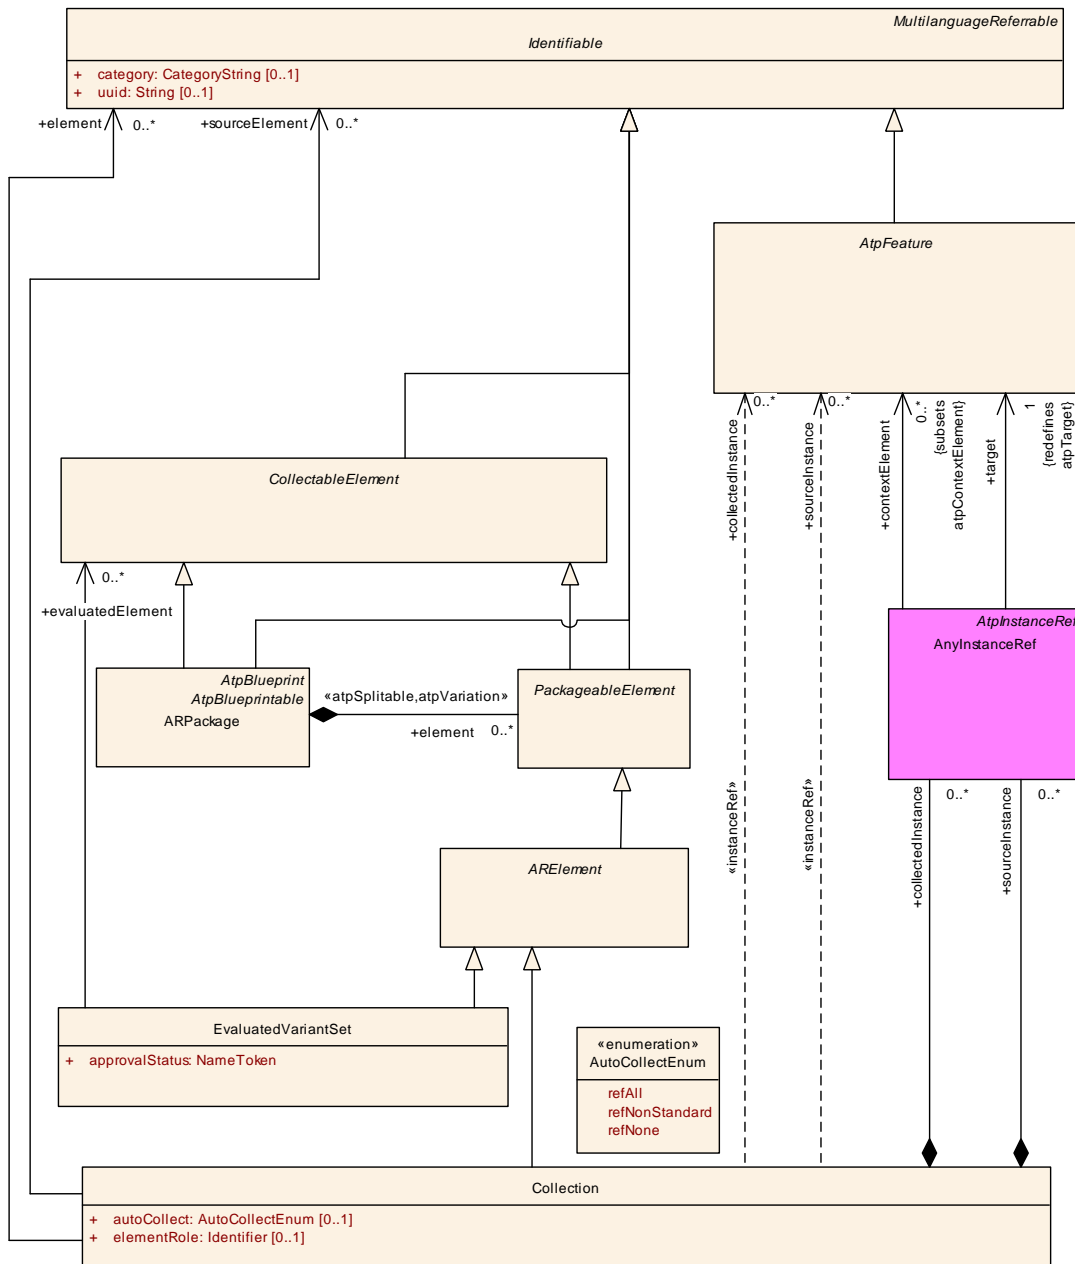 MultilanguageReferrable
Identifiable
+ category: CategoryString [0..1]
+ uuid: String [0..1]
+element 0..*
+sourceElement 0..*
AtpFeature
0..*
0..*
0..*
1
+collectedInstance
+sourceInstance
+contextElement
{subsets
atpContextElement}
+target
{redefines
atpTarget}
CollectableElement
0..*
+evaluatedElement
AtpInstanceRef
AnyInstanceRef
AtpBlueprint
AtpBlueprintable
ARPackage
«atpSplitable,atpVariation»
+element 0..*
PackageableElement
«instanceRef»
«instanceRef»
+collectedInstance
0..*
+sourceInstance
0..*
ARElement
EvaluatedVariantSet
+ approvalStatus: NameToken
«enumeration»
AutoCollectEnum
refAll
refNonStandard
refNone
Collection
+ autoCollect: AutoCollectEnum [0..1]
+ elementRole: Identifier [0..1]